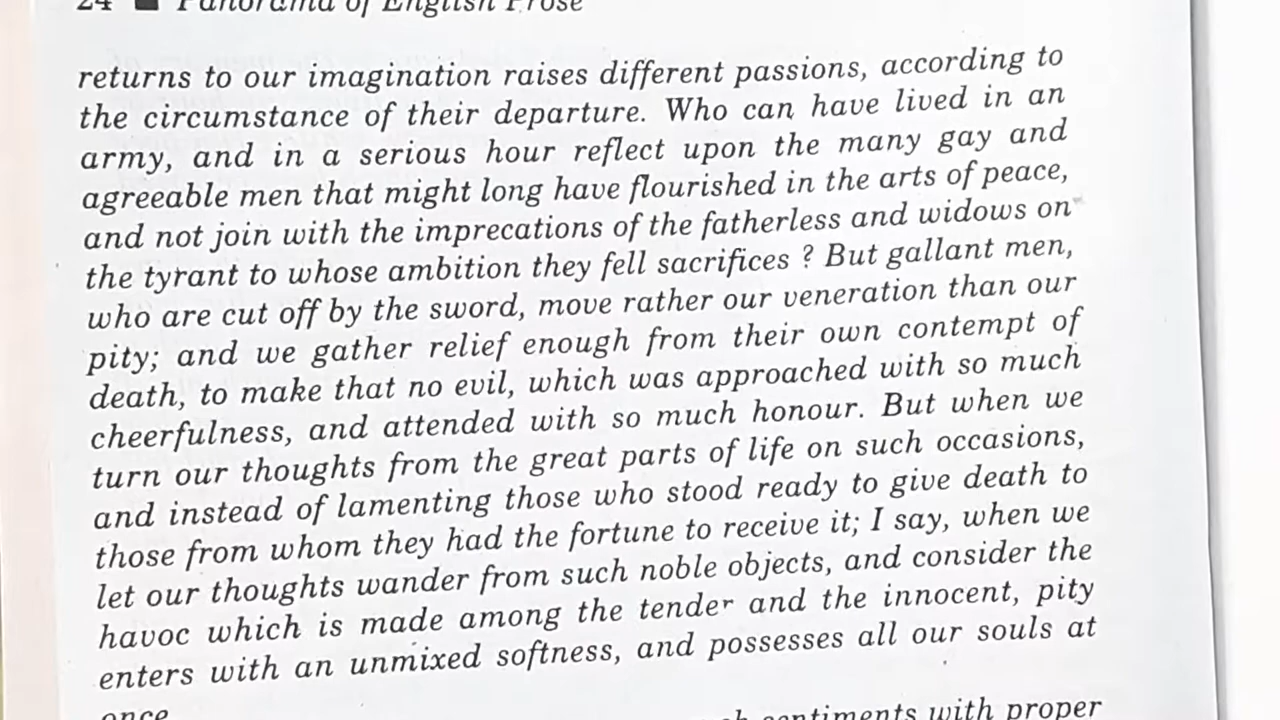 24 ■ Panorama of English Prose
returns to our imagination raises different passions, according to
the circumstance of their departure. Who can have lived in an
army, and in a serious hour reflect upon the many gay and
agreeable men that might long have flourished in the arts of peace,
and not join with the imprecations of the fatherless and widows on
the tyrant to whose ambition they fell sacrifices ? But gallant men,
who are cut off by the sword, move rather our veneration than our
pity; and we gather relief enough from their own contempt of
death, to make that no evil, which was approached with so much
cheerfulness, and attended with so much honour. But when we
turn our thoughts from the great parts of life on such occasions,
and instead of lamenting those who stood ready to give death to
those from whom they had the fortune to receive it; I say, when we
let our thoughts wander from such noble objects, and consider the
havoc which is made among the tender and the innocent, pity
enters with an unmixed softness, and possesses all our souls at
once
sentiments with proper